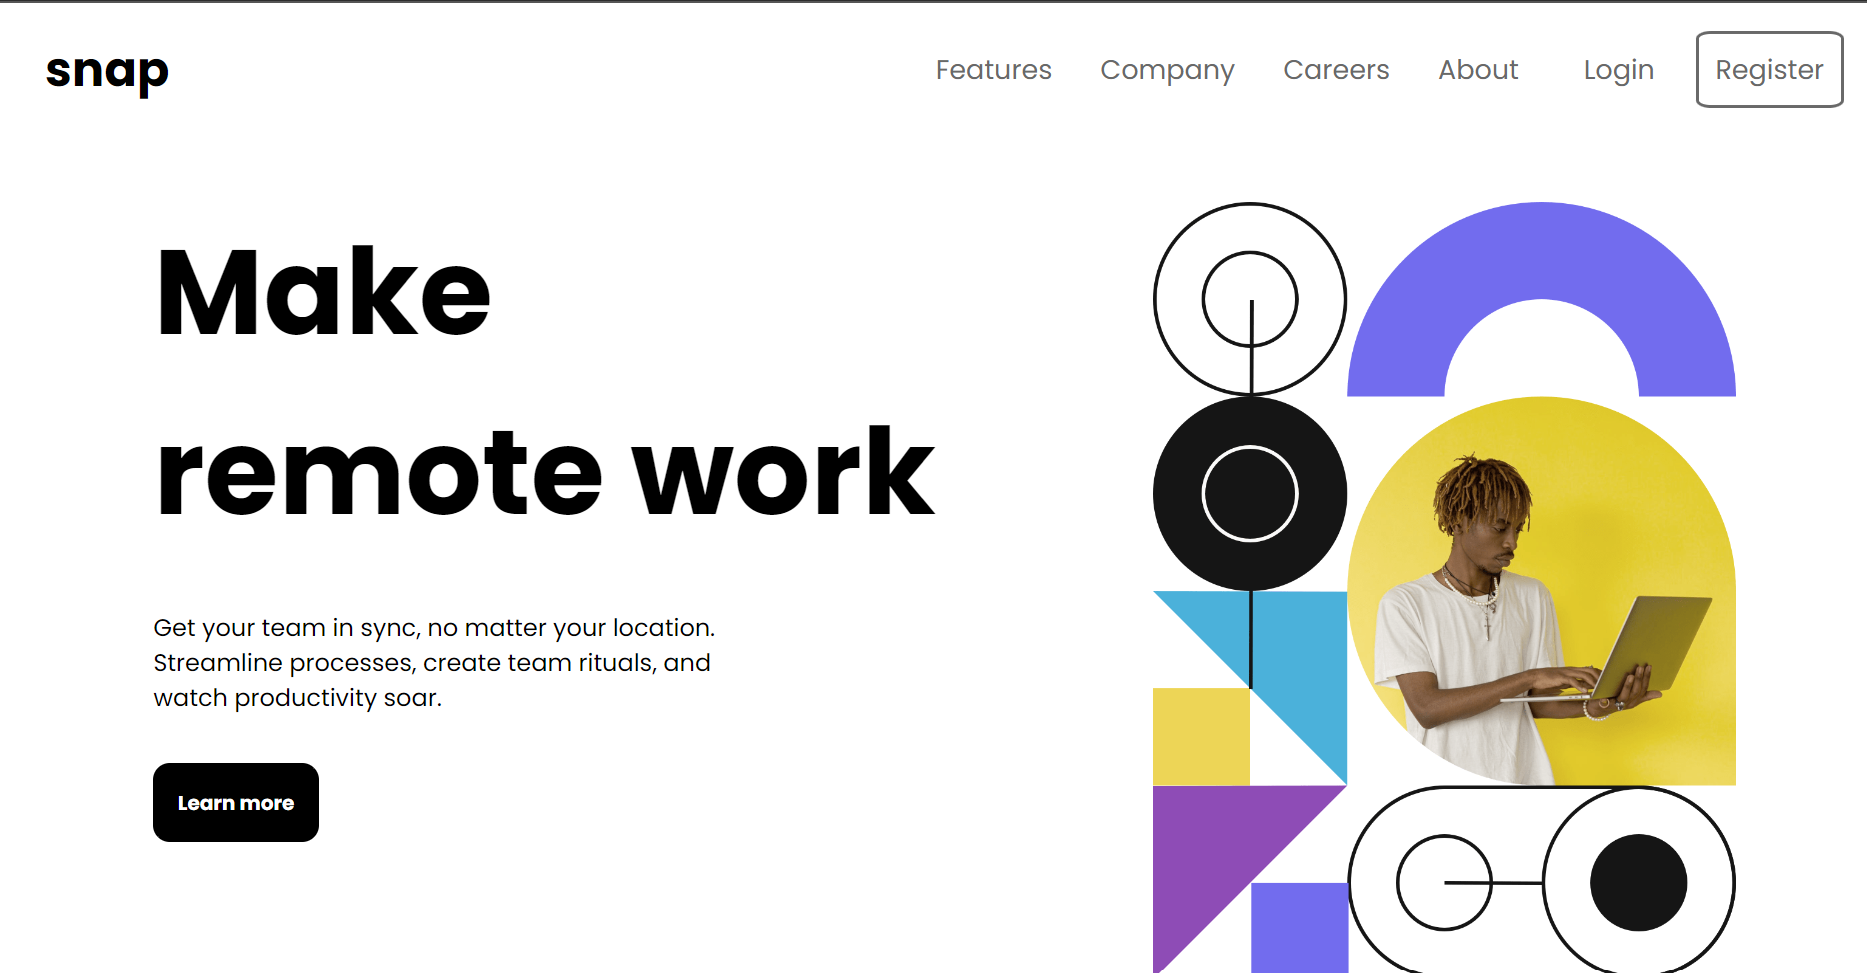 snap
Features Company Careers About Login Register
Make
remote work
Get your team in sync, no matter your location.
Streamline processes, create team rituals, and
watch productivity soar.
Learn more